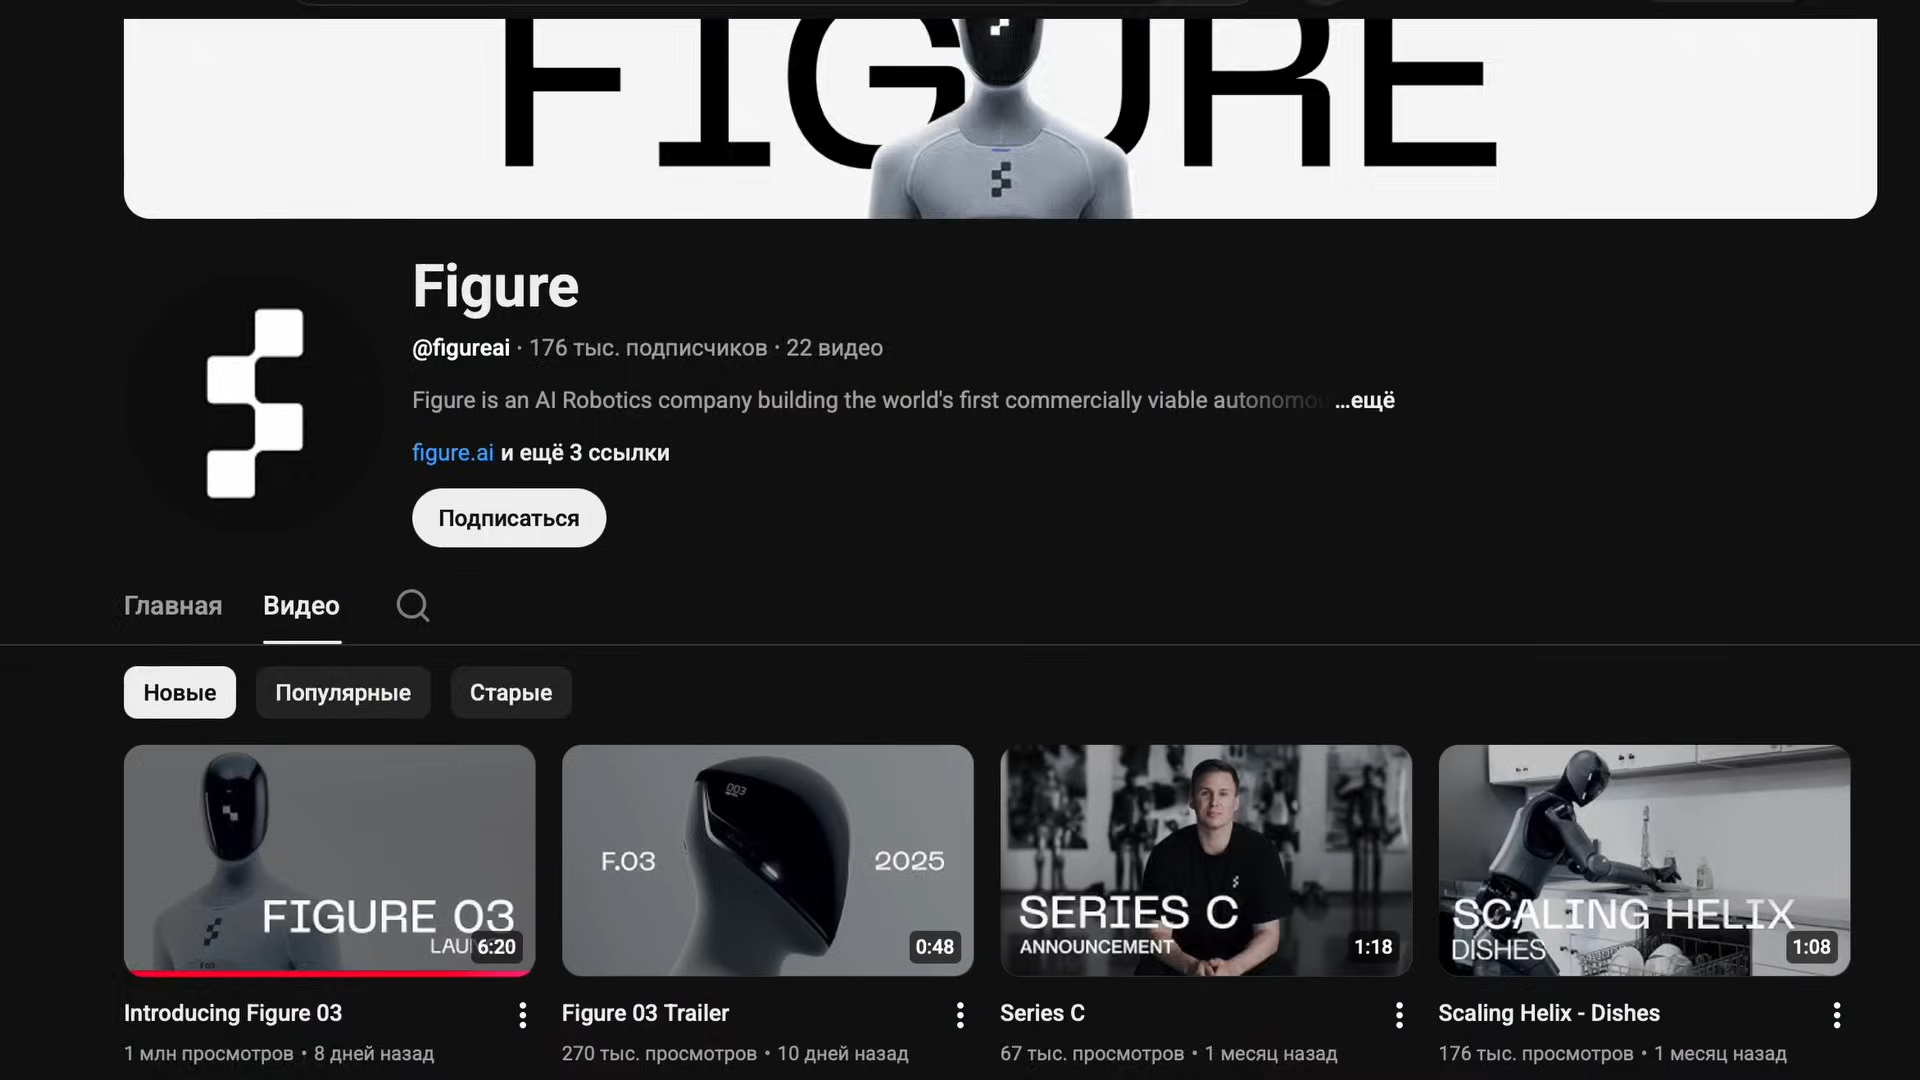 FIGURE
Figure
@figureai · 176 тыс. подписчиков · 22 видео
Figure is an AI Robotics company building the world's first commercially viable autonomo ...ещё
figure.ai и ещё 3 ссылки
Подписаться
Главная Видео
Новые Популярные Старые
FIGURE 03
LAU
6:20
003
F.03 2025
0:48
SERIES C
ANNOUNCEMENT
1:18
SCALING HELIX
DISHES
1:08
Introducing Figure 03
1 млн просмотров • 8 дней назад
Figure 03 Trailer
270 тыс. просмотров • 10 дней назад
Series C
67 тыс. просмотров • 1 месяц назад
Scaling Helix - Dishes
176 тыс. просмотров • 1 месяц назад